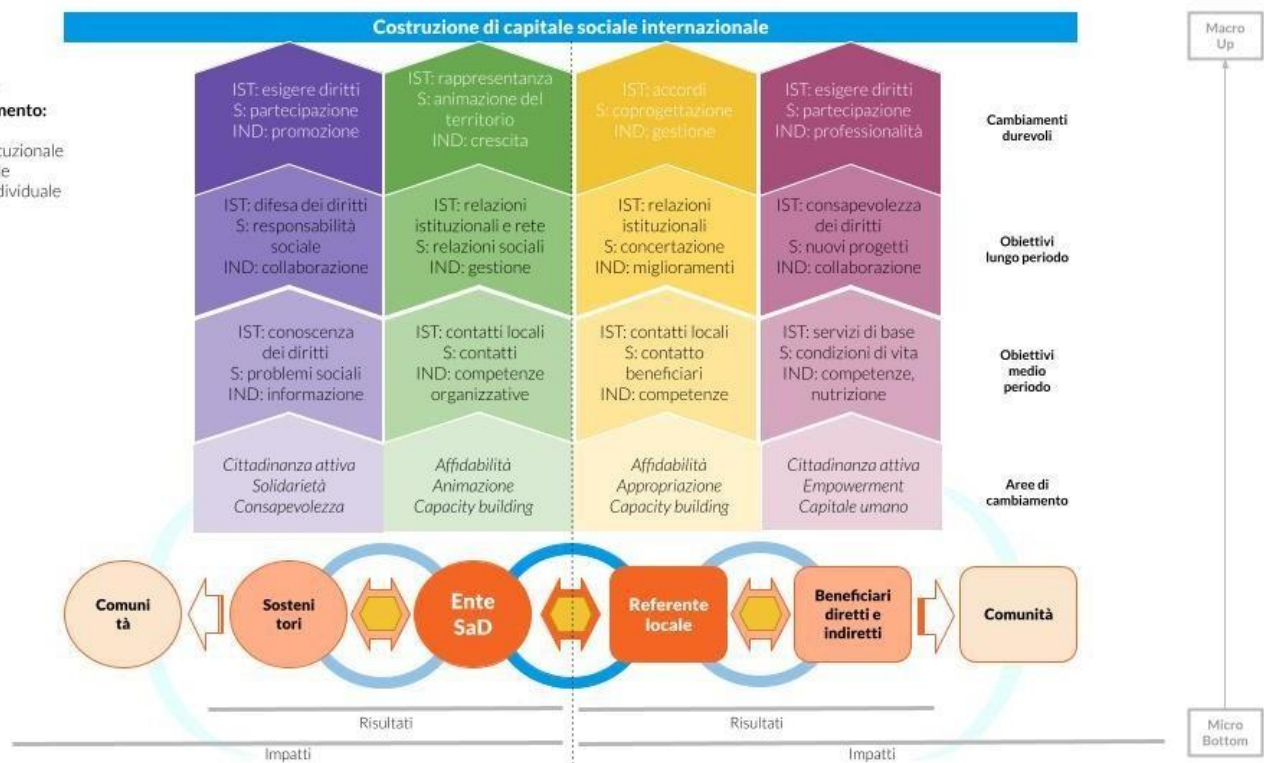 Costruzione di capitale sociale internazionale
Macro
Up
mento:
tuzionale
le
dividuale
IST: esigere diritti
S: partecipazione
IND: promozione
IST: rappresentanza
S: animazione del
territorio
IND: crescita
IST: accordi
S: coprogettazione
IND: gestione
IST: esigere diritti
S: partecipazione
IND: professionalità
Cambiamenti
durevoli
IST: difesa dei diritti
S: responsabilità
sociale
IND: collaborazione
IST: relazioni
istituzionali e rete
S: relazioni sociali
IND: gestione
IST: relazioni
istituzionali
S: concertazione
IND: miglioramenti
IST: consapevolezza
dei diritti
S: nuovi progetti
IND: collaborazione
Obiettivi
lungo periodo
IST: conoscenza
dei diritti
S: problemi sociali
IND: informazione
IST: contatti locali
S: contatti
IND: competenze
organizzative
IST: contatti locali
S: contatto
beneficiari
IND: competenze
IST: servizi di base
S: condizioni di vita
IND: competenze,
nutrizione
Obiettivi
medio
periodo
Cittadinanza attiva
Solidarietà
Consapevolezza
Affidabilità
Animazione
Capacity building
Affidabilità
Appropriazione
Capacity building
Cittadinanza attiva
Empowerment
Capitale umano
Aree di
cambiamento
Comuni
tà
Sosteni
tori
Ente
SaD
Referente
locale
Beneficiari
diretti e
indiretti
Comunità
Risultati
Risultati
Impatti
Impatti
Micro
Bottom